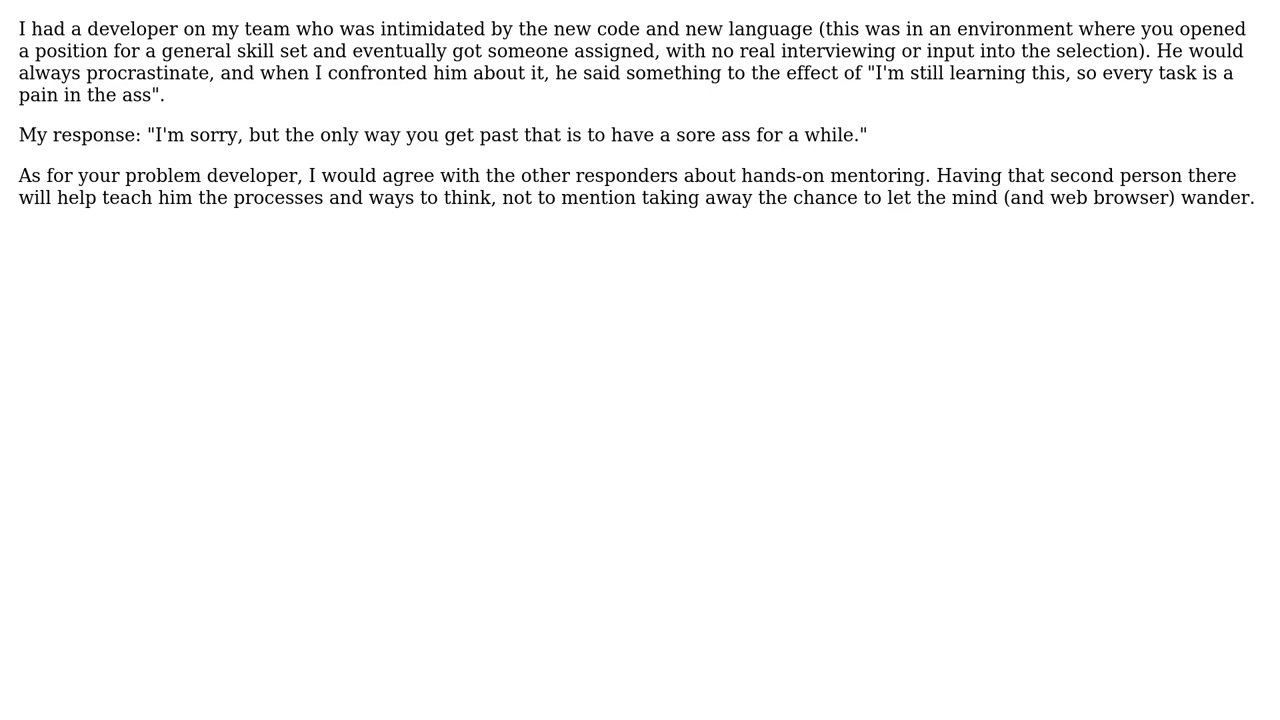 I had a developer on my team who was intimidated by the new code and new language (this was in an environment where you opened
a position for a general skill set and eventually got someone assigned, with no real interviewing or input into the selection). He would
always procrastinate, and when I confronted him about it, he said something to the effect of "I'm still learning this, so every task is a
pain in the ass".
My response: "I'm sorry, but the only way you get past that is to have a sore ass for a while."
As for your problem developer, I would agree with the other responders about hands-on mentoring. Having that second person there
will help teach him the processes and ways to think, not to mention taking away the chance to let the mind (and web browser) wander.